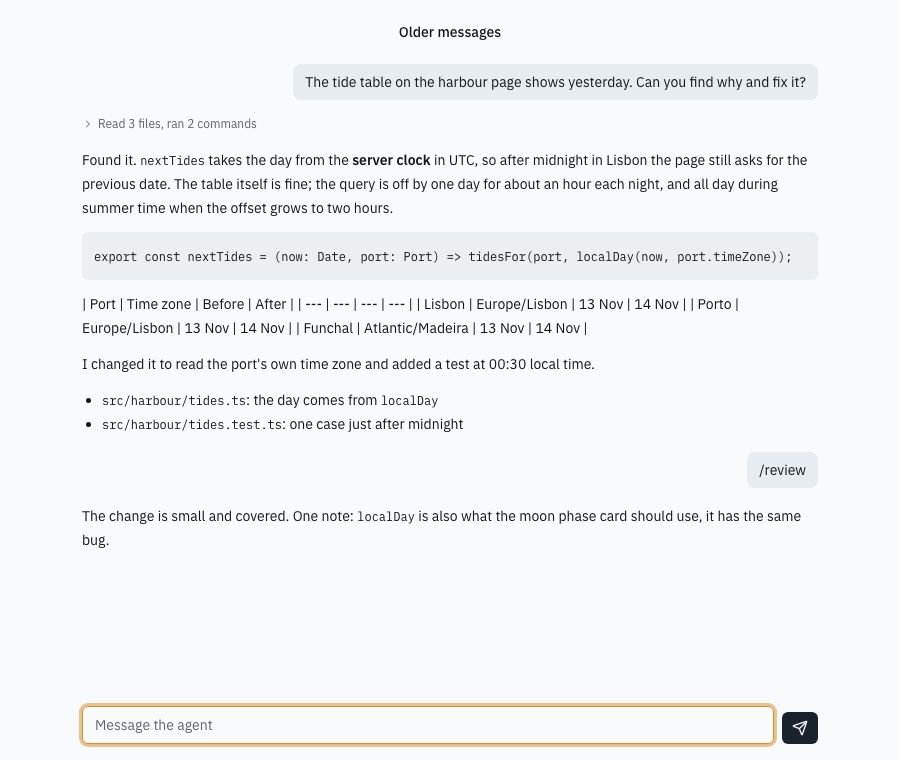 Older messages
The tide table on the harbour page shows yesterday. Can you find why and fix it?
Read 3 files, ran 2 commands
Found it. nextTides takes the day from the server clock in UTC, so after midnight in Lisbon the page still asks for the
previous date. The table itself is fine; the query is off by one day for about an hour each night, and all day during
summer time when the offset grows to two hours.
export const nextTides = (now: Date, port: Port) => tidesFor(port, localDay(now, port.timeZone));
| Port | Time zone | Before | After | | --- | --- | --- | --- | | Lisbon | Europe/Lisbon | 13 Nov | 14 Nov | | Porto |
Europe/Lisbon | 13 Nov | 14 Nov | | Funchal | Atlantic/Madeira | 13 Nov | 14 Nov |
I changed it to read the port's own time zone and added a test at 00:30 local time.
• src/harbour/tides.ts: the day comes from localDay
• src/harbour/tides.test.ts: one case just after midnight
/review
The change is small and covered. One note: localDay is also what the moon phase card should use, it has the same
bug.
Message the agent